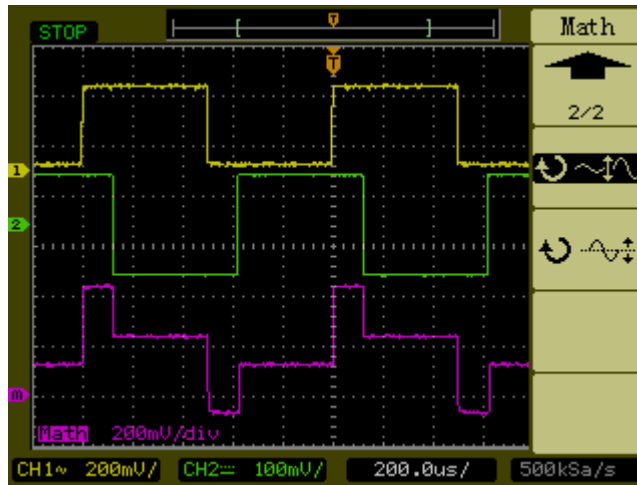 STOP
T
Math
T
2/2
1
2
M
Math 200mV/div
CH1~ 200mV/ CH2⎓ 100mV/ 200.0us/ 500kSa/s